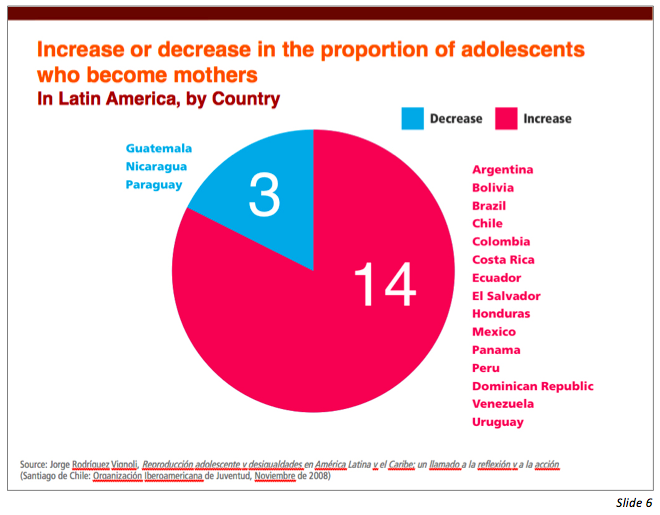 Increase or decrease in the proportion of adolescents
who become mothers
In Latin America, by Country
Decrease
Increase
Guatemala
Nicaragua
Paraguay
3
14
Argentina
Bolivia
Brazil
Chile
Colombia
Costa Rica
Ecuador
El Salvador
Honduras
Mexico
Panama
Peru
Dominican Republic
Venezuela
Uruguay
Source: Jorge Rodríguez Vignoli, Reproducción adolescente y desigualdades en América Latina y el Caribe: un llamado a la reflexión y a la acción
(Santiago de Chile: Organización Iberoamericana de Juventud, Noviembre de 2008)
Slide 6